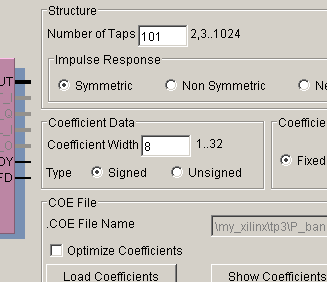 Structure
Number of Taps 101 2,3..1024
Impulse Response
Symmetric Non Symmetric Ne
UT
Coefficient Data Coefficie
Coefficient Width 8 1..32
DY Fixed
Type Signed Unsigned
FD
COE File
.COE File Name \my_xilinx\tp3\P_ban
Optimize Coefficients
Load Coefficients Show Coefficients